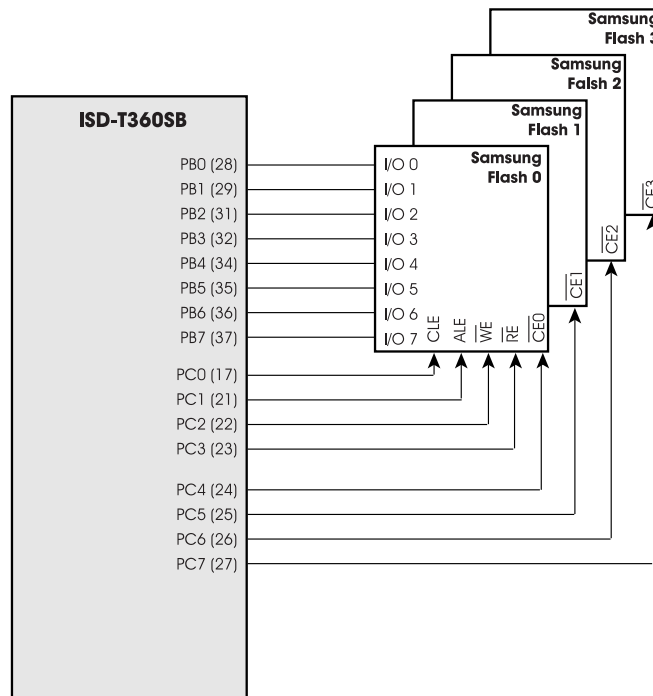 Samsung
Flash 3
Samsung
Falsh 2
Samsung
Flash 1
Samsung
Flash 0
ISD-T360SB
PB0 (28)
I/O 0
PB1 (29)
I/O 1
PB2 (31)
I/O 2
PB3 (32)
I/O 3
PB4 (34)
I/O 4
PB5 (35)
I/O 5
PB6 (36)
I/O 6
PB7 (37)
I/O 7
CLE
ALE
WE
RE
CE0
CE1
CE2
CE3
PC0 (17)
PC1 (21)
PC2 (22)
PC3 (23)
PC4 (24)
PC5 (25)
PC6 (26)
PC7 (27)